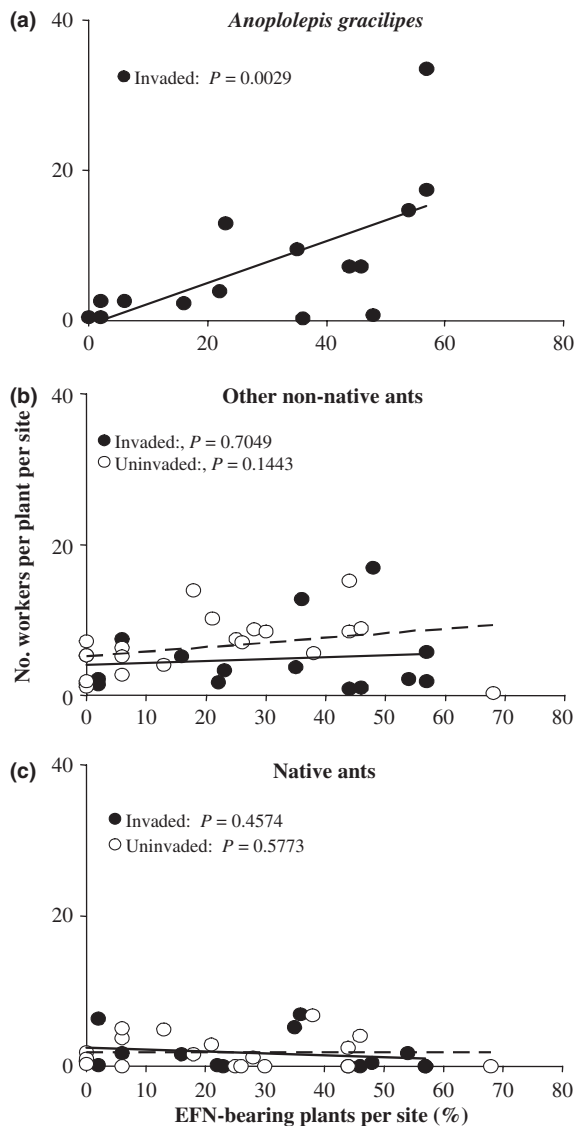 (a)
Anoplolepis gracilipes
Invaded: P = 0.0029
40
20
0
0 20 40 60 80
(b)
Other non-native ants
Invaded:, P = 0.7049
Uninvaded:, P = 0.1443
40
20
0
0 10 20 30 40 50 60 70 80
No. workers per plant per site
(c)
Native ants
Invaded: P = 0.4574
Uninvaded: P = 0.5773
40
20
0
0 10 20 30 40 50 60 70 80
EFN-bearing plants per site (%)